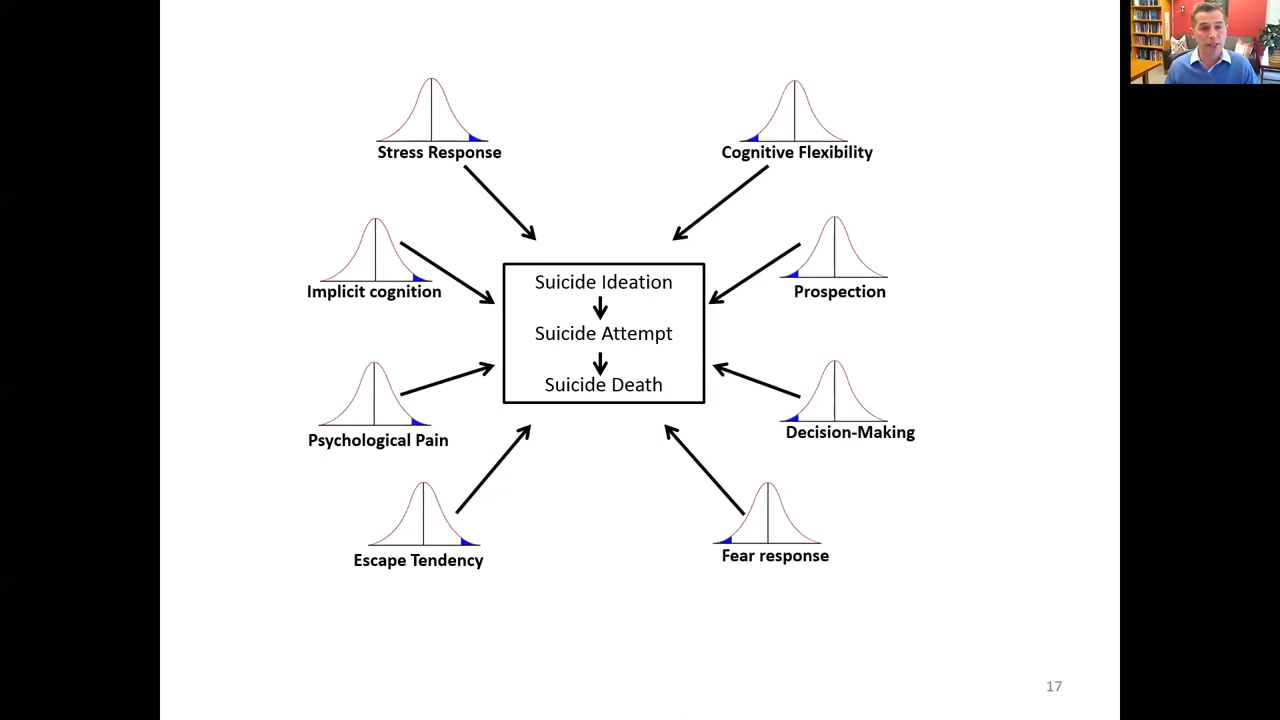 Stress Response
Cognitive Flexibility
Implicit cognition
Prospection
Suicide Ideation
Suicide Attempt
Suicide Death
Psychological Pain
Decision-Making
Escape Tendency
Fear response
17